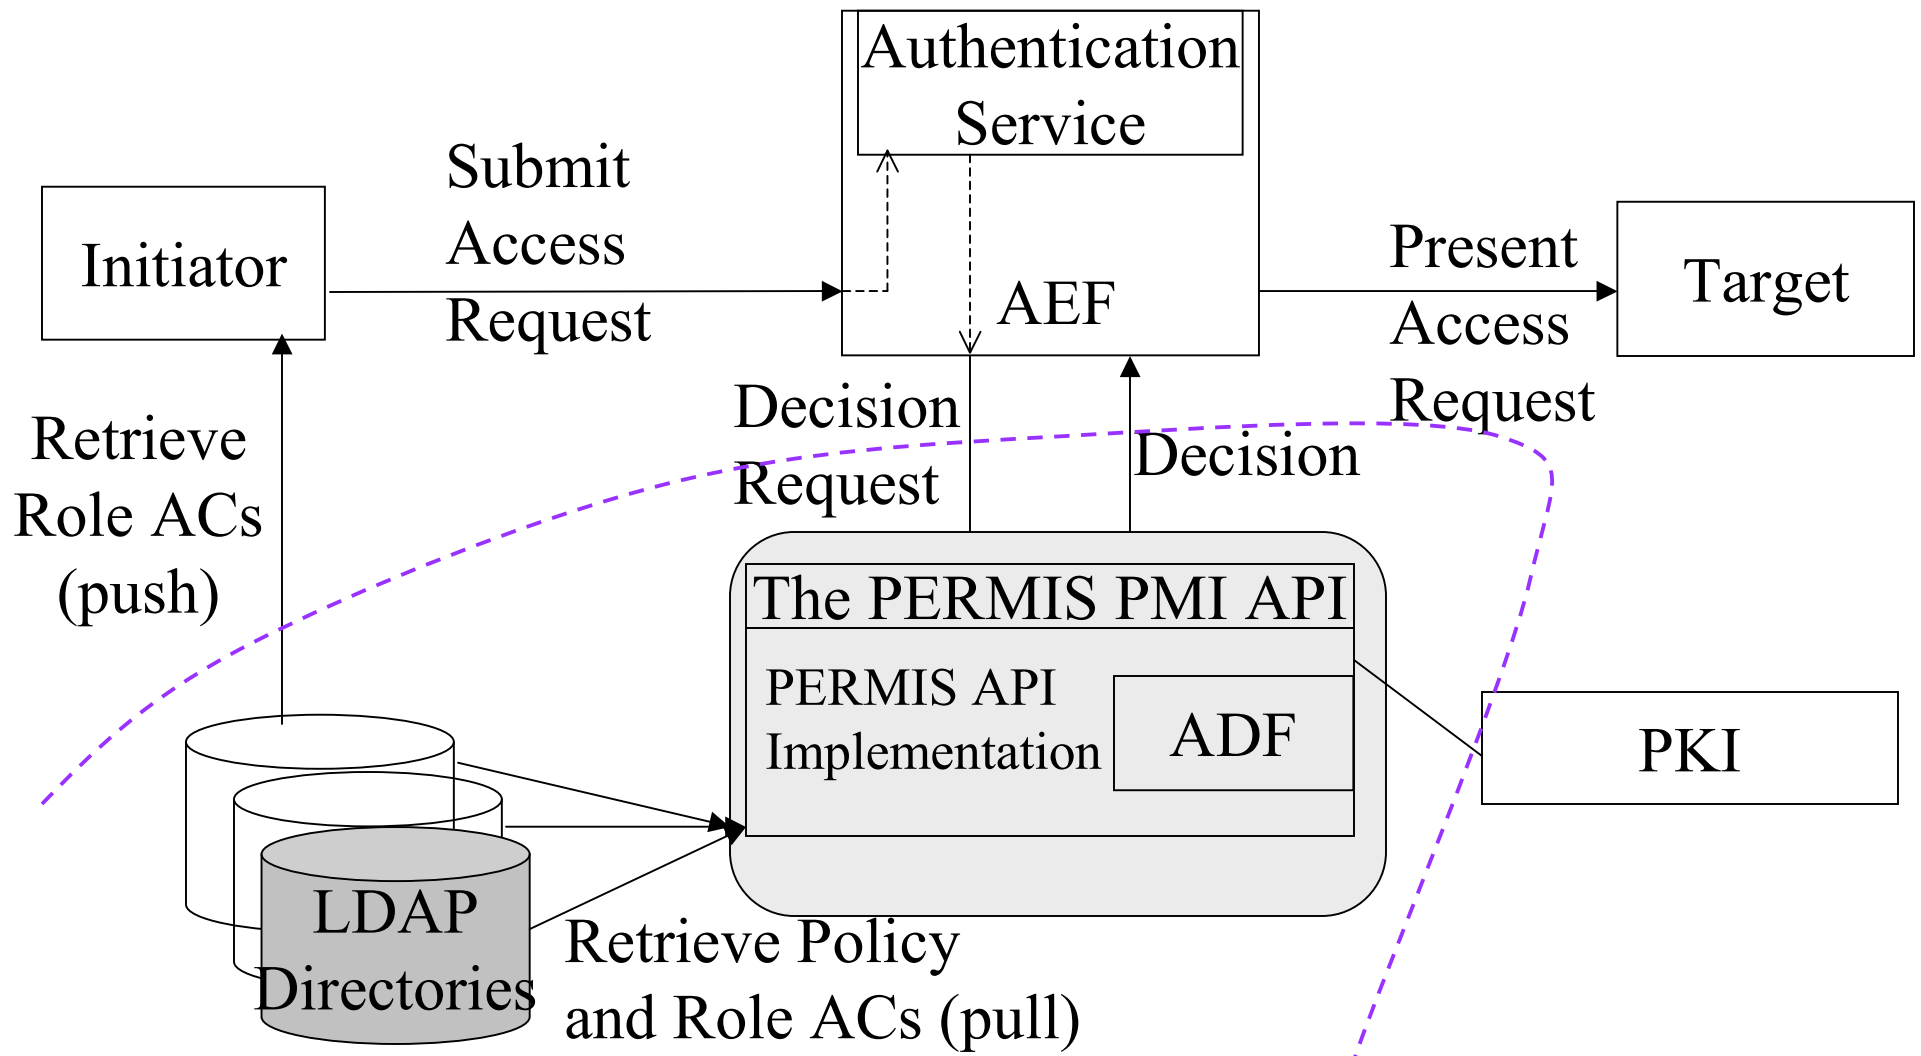 Authentication
Service
Submit
Access
Request
Initiator
AEF
Present
Access
Request
Target
Retrieve
Role ACs
(push)
Decision
Request
Decision
The PERMIS PMI API
PERMIS API
Implementation
ADF
PKI
LDAP
Directories
Retrieve Policy
and Role ACs (pull)